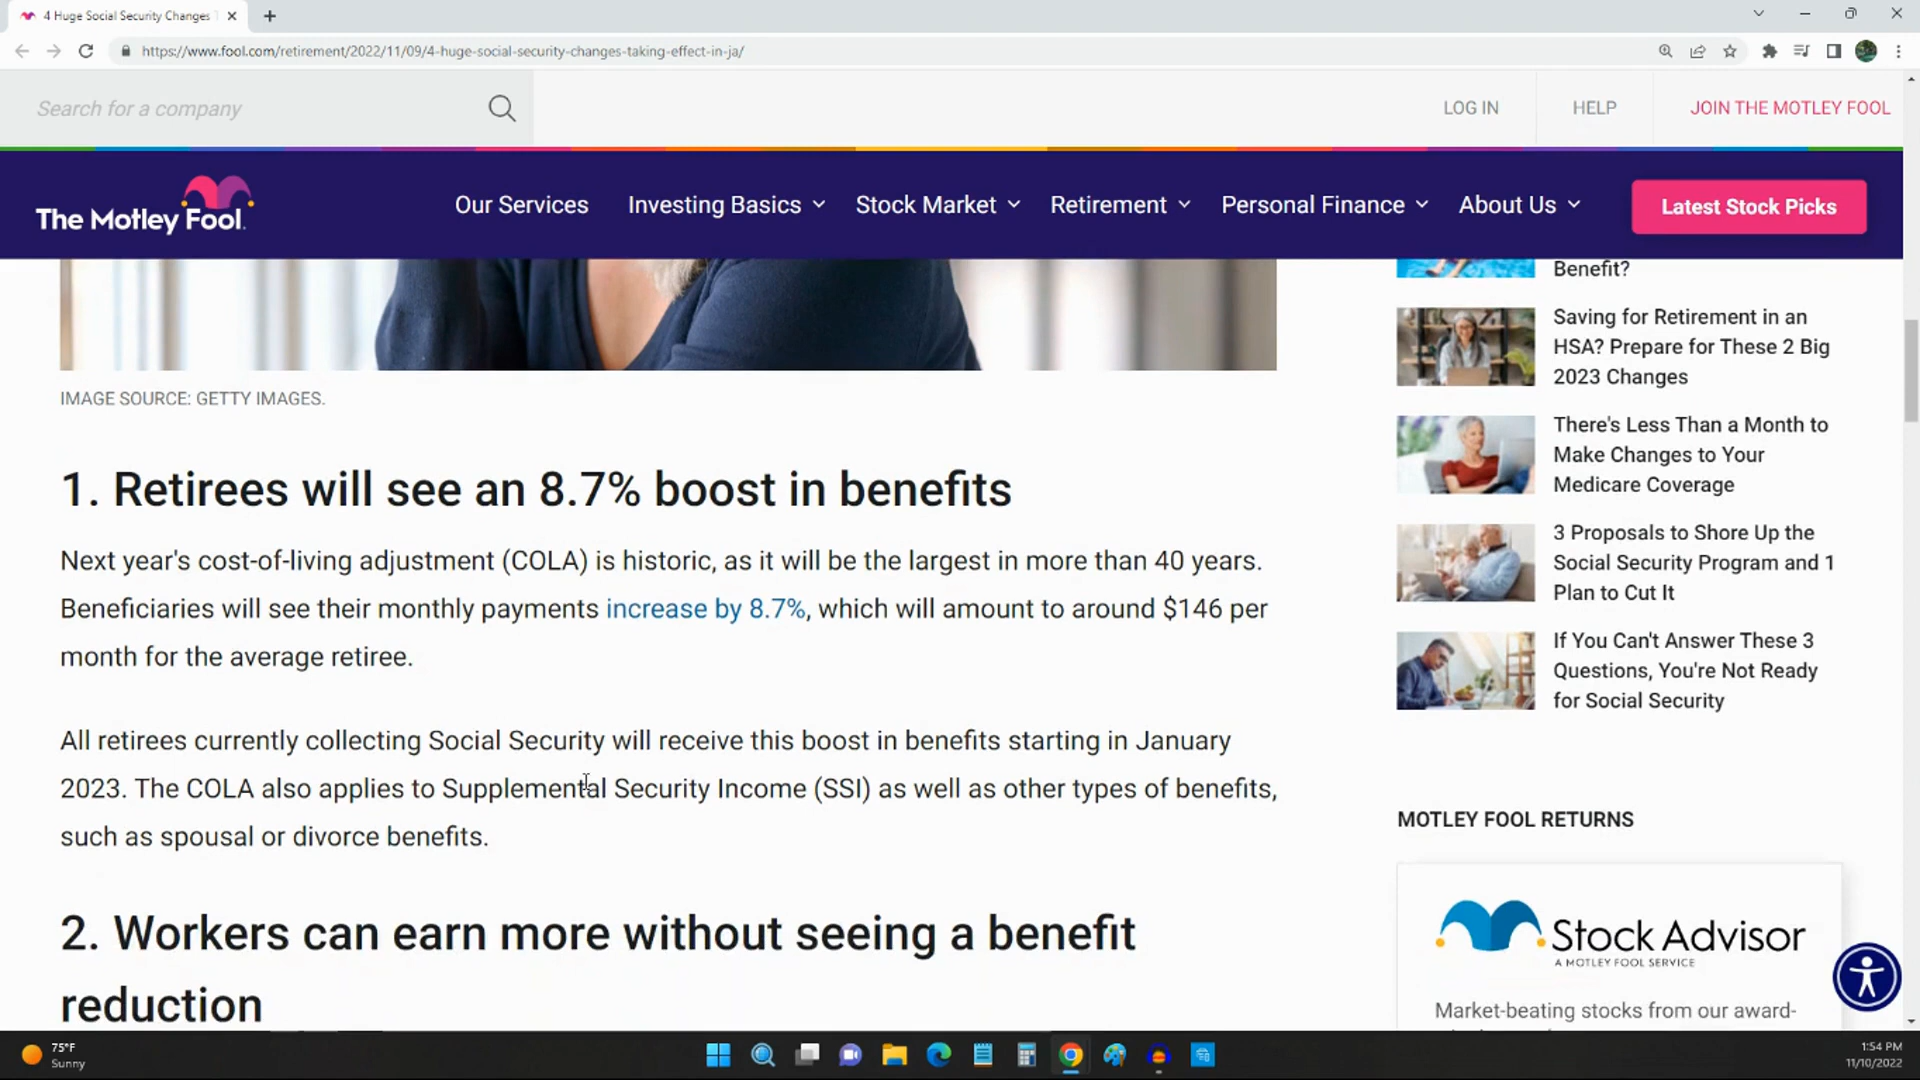 4 Huge Social Security Changes T
https://www.fool.com/retirement/2022/11/09/4-huge-social-security-changes-taking-effect-in-ja/
Search for a company
LOG IN
HELP
JOIN THE MOTLEY FOOL
The Motley Fool.
Our Services
Investing Basics
Stock Market
Retirement
Personal Finance
About Us
Latest Stock Picks
IMAGE SOURCE: GETTY IMAGES.
1. Retirees will see an 8.7% boost in benefits
Next year's cost-of-living adjustment (COLA) is historic, as it will be the largest in more than 40 years.
Beneficiaries will see their monthly payments increase by 8.7%, which will amount to around $146 per
month for the average retiree.
All retirees currently collecting Social Security will receive this boost in benefits starting in January
2023. The COLA also applies to Supplemental Security Income (SSI) as well as other types of benefits,
such as spousal or divorce benefits.
2. Workers can earn more without seeing a benefit
reduction
Benefit?
Saving for Retirement in an
HSA? Prepare for These 2 Big
2023 Changes
There's Less Than a Month to
Make Changes to Your
Medicare Coverage
3 Proposals to Shore Up the
Social Security Program and 1
Plan to Cut It
If You Can't Answer These 3
Questions, You're Not Ready
for Social Security
MOTLEY FOOL RETURNS
Stock Advisor
A MOTLEY FOOL SERVICE
Market-beating stocks from our award-
75°F
Sunny
1:54 PM
11/10/2022